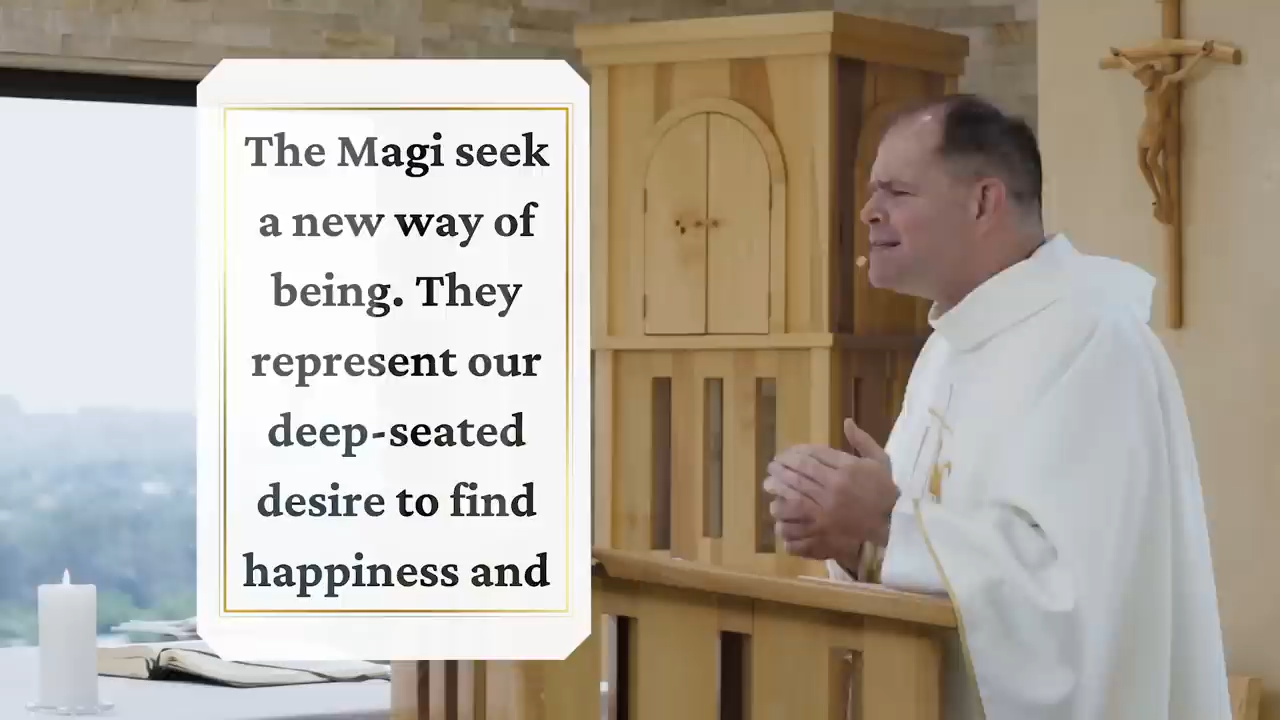 The Magi seek
a new way of
being. They
represent our
deep-seated
desire to find
happiness and